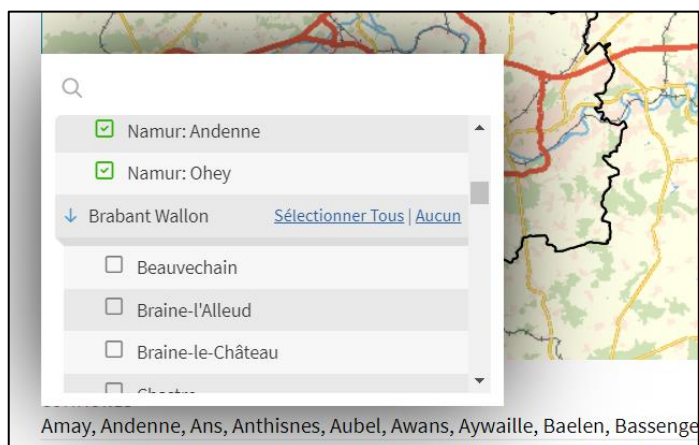 Namur: Andenne
Namur: Ohey
Brabant Wallon Sélectionner Tous | Aucun
Beauvechain
Braine-l'Alleud
Braine-le-Château
Amay, Andenne, Ans, Anthisnes, Aubel, Awans, Aywaille, Baelen, Bassenge